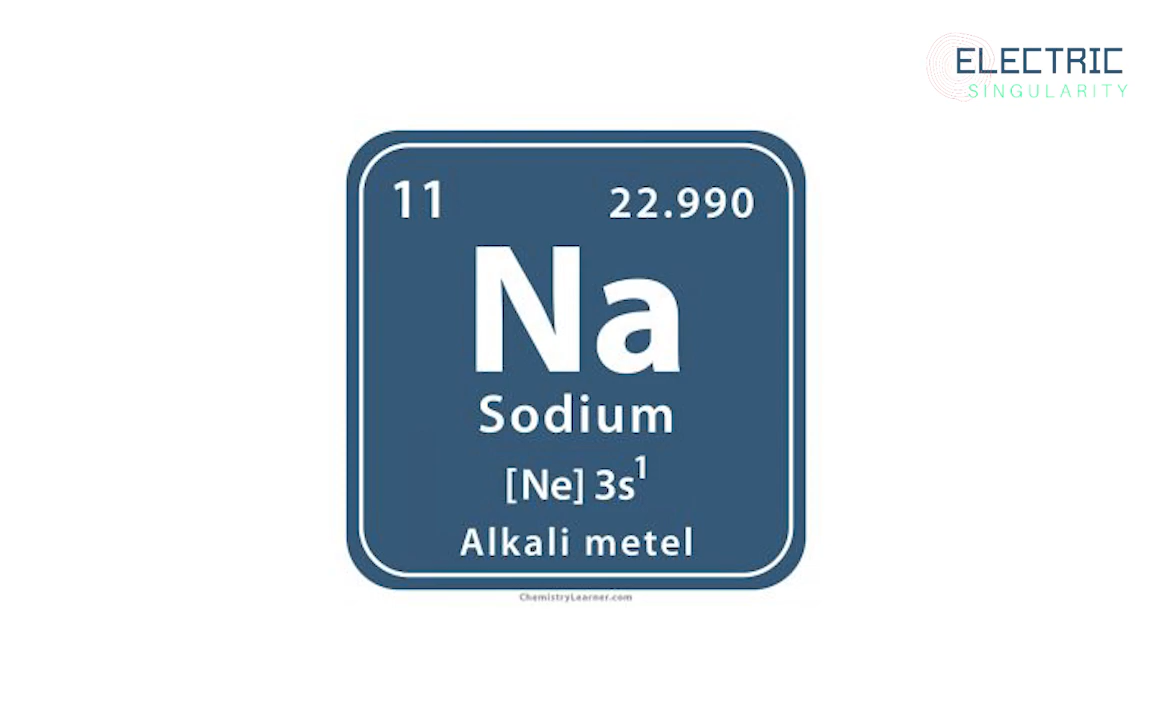 ELECTRIC
SINGULARITY
11 22.990
Na
Sodium
[Ne] 3s¹
Alkali metel
ChemistryLearner.com